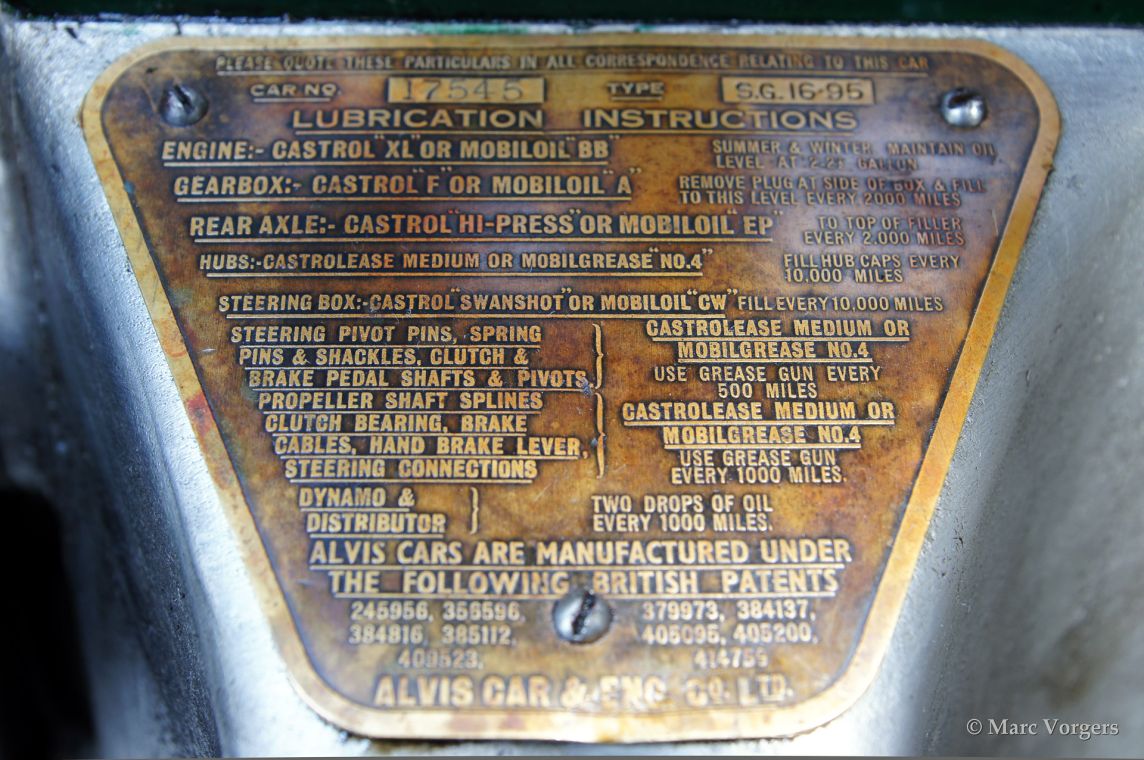 PLEASE QUOTE THESE PARTICULARS IN ALL CORRESPONDENCE RELATING TO THIS CAR
CAR NO. 17545 TYPE S.G. 16-95
LUBRICATION INSTRUCTIONS
ENGINE:- CASTROL "XL" OR MOBILOIL "BB" SUMMER & WINTER. MAINTAIN OIL
LEVEL AT GALLON
GEARBOX:- CASTROL "F" OR MOBILOIL "A" REMOVE PLUG AT SIDE OF BOX & FILL
TO THIS LEVEL EVERY 2000 MILES
REAR AXLE:- CASTROL "HI-PRESS" OR MOBILOIL "EP" TO TOP OF FILLER
EVERY 2,000 MILES
HUBS:- CASTROLEASE MEDIUM OR MOBILGREASE "NO.4" FILL HUB CAPS EVERY
10,000 MILES
STEERING BOX:- CASTROL "SWANSHOT" OR MOBILOIL "CW" FILL EVERY 10,000 MILES
STEERING PIVOT PINS, SPRING
PINS & SHACKLES, CLUTCH &
BRAKE PEDAL SHAFTS & PIVOTS,
CASTROLEASE MEDIUM OR
MOBILGREASE NO.4
USE GREASE GUN EVERY
500 MILES
PROPELLER SHAFT SPLINES
CLUTCH BEARING, BRAKE
CABLES, HAND BRAKE LEVER,
STEERING CONNECTIONS
CASTROLEASE MEDIUM OR
MOBILGREASE NO.4
USE GREASE GUN
EVERY 1000 MILES.
DYNAMO &
DISTRIBUTOR
TWO DROPS OF OIL
EVERY 1000 MILES.
ALVIS CARS ARE MANUFACTURED UNDER
THE FOLLOWING BRITISH PATENTS
245956, 356596, 379973, 384137,
384816, 385112, 405095, 405200,
409523, 414759
ALVIS CAR & ENG. CO. LTD.
© Marc Vorgers